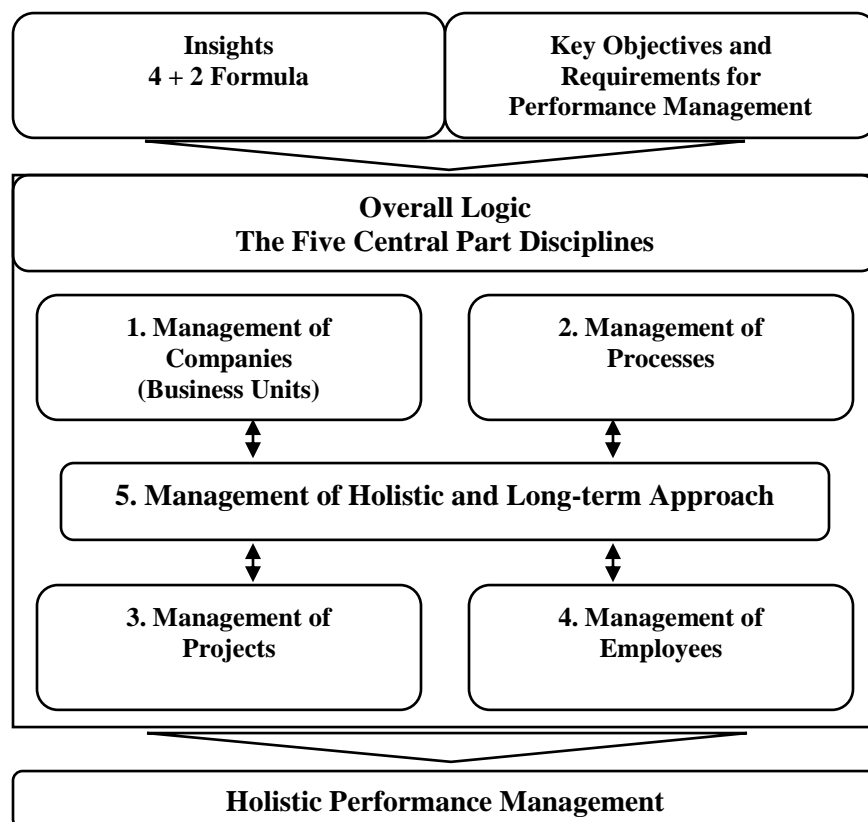 Insights
4 + 2 Formula
Key Objectives and
Requirements for
Performance Management
Overall Logic
The Five Central Part Disciplines
1. Management of
Companies
(Business Units)
2. Management of
Processes
5. Management of Holistic and Long-term Approach
3. Management of
Projects
4. Management of
Employees
Holistic Performance Management